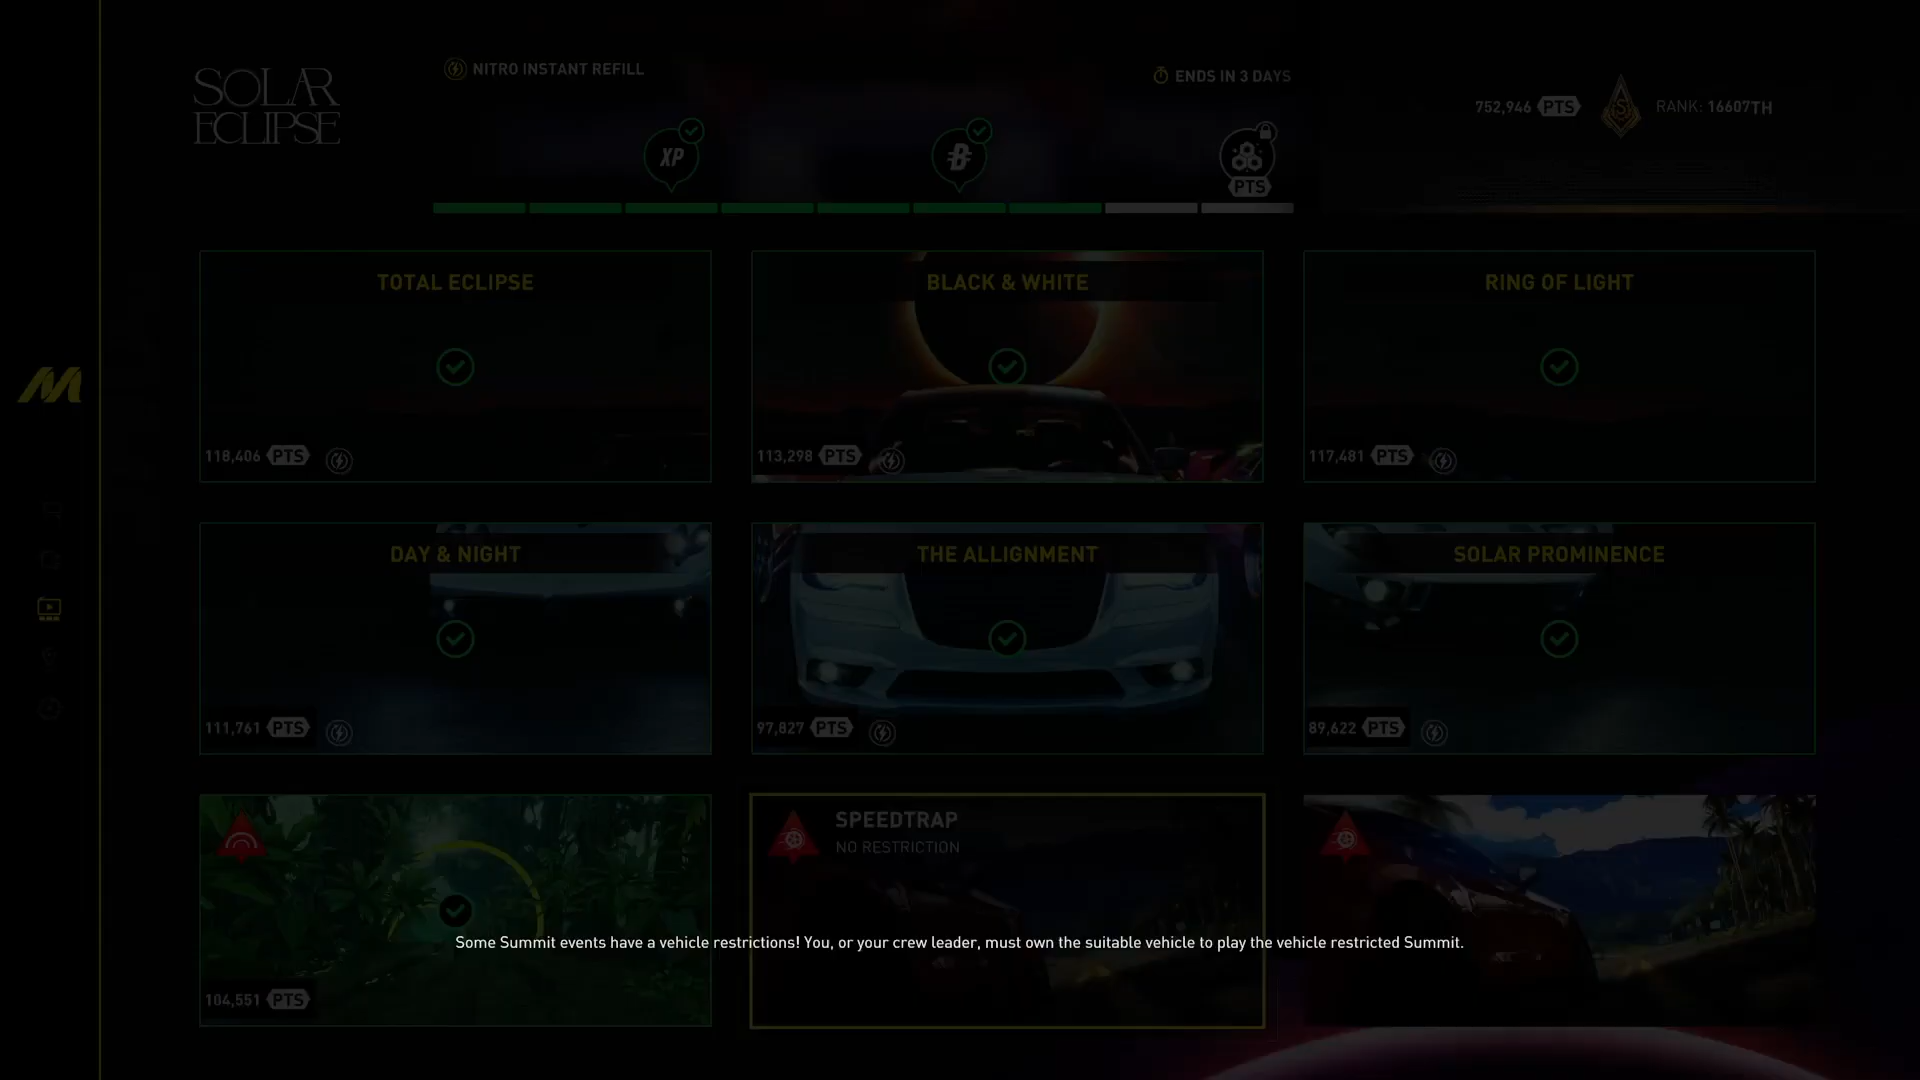 SOLAR
ECLIPSE
NITRO INSTANT REFILL
ENDS IN 3 DAYS
752,946 PTS
RANK: 16607TH
XP
PTS
TOTAL ECLIPSE
118,406 PTS
BLACK & WHITE
113,298 PTS
RING OF LIGHT
117,481 PTS
DAY & NIGHT
111,761 PTS
THE ALLIGNMENT
97,827 PTS
SOLAR PROMINENCE
89,622 PTS
104,551 PTS
SPEEDTRAP
NO RESTRICTION
Some Summit events have a vehicle restrictions! You, or your crew leader, must own the suitable vehicle to play the vehicle restricted Summit.